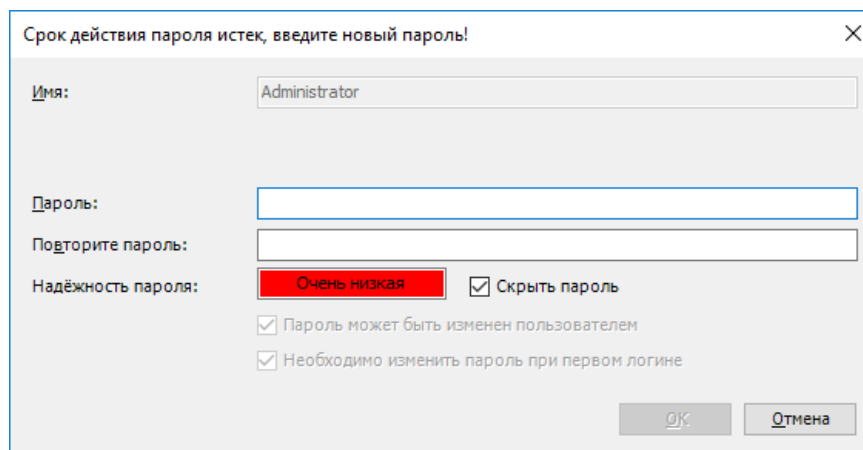 Срок действия пароля истек, введите новый пароль!
Имя: Administrator
Пароль:
Повторите пароль:
Надёжность пароля: Очень низкая Скрыть пароль
Пароль может быть изменен пользователем
Необходимо изменить пароль при первом логине
OK Отмена